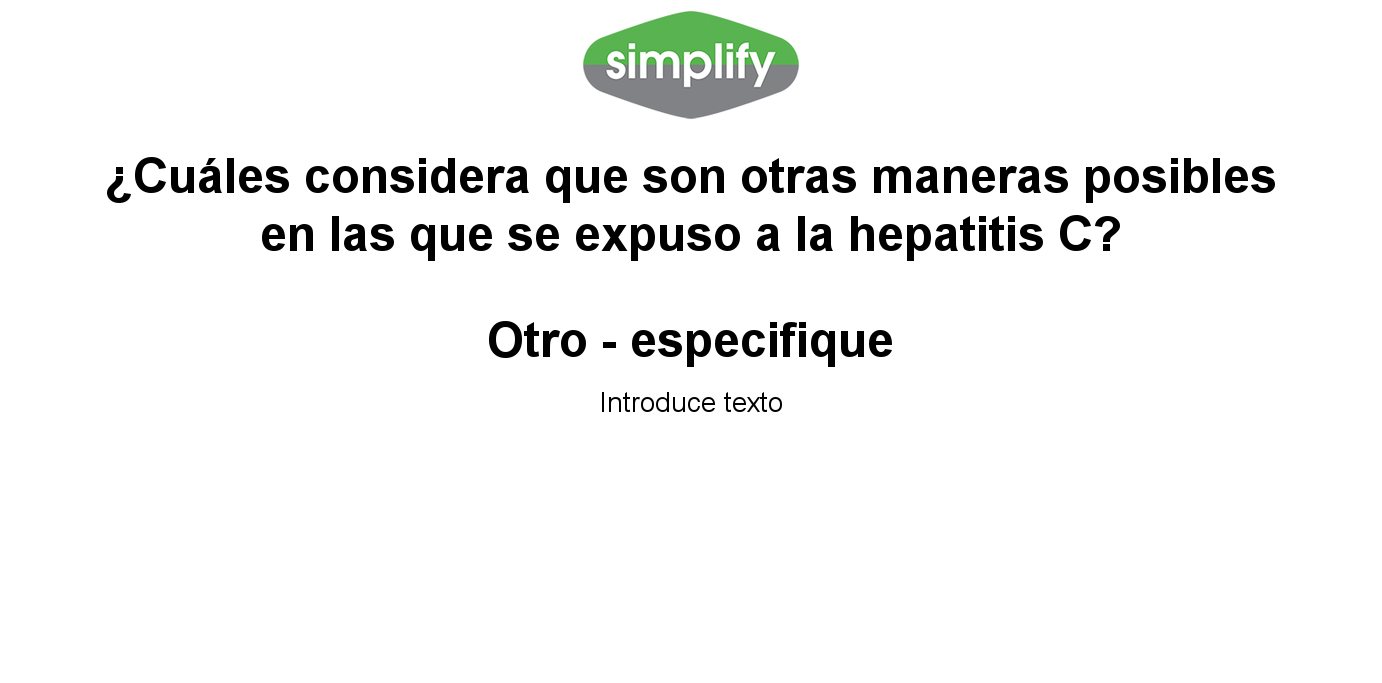 simplify
¿Cuáles considera que son otras maneras posibles
en las que se expuso a la hepatitis C?
Otro - especifique
Introduce texto